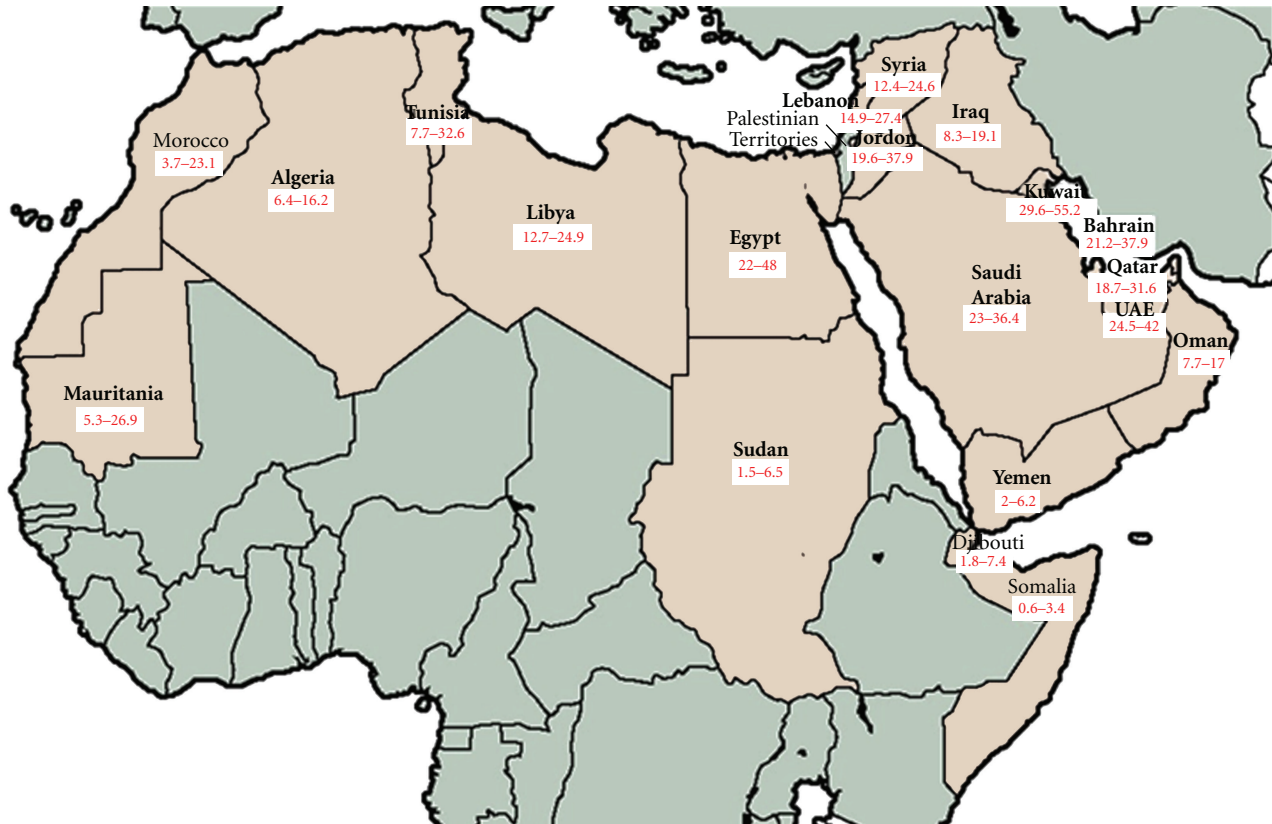 Syria
12.4–24.6
Lebanon
14.9–27.4
Palestinian
Territories
Jordon
19.6–37.9
Iraq
8.3–19.1
Tunisia
7.7–32.6
Morocco
3.7–23.1
Algeria
6.4–16.2
Libya
12.7–24.9
Egypt
22–48
Kuwait
29.6–55.2
Bahrain
21.2–37.9
Qatar
18.7–31.6
UAE
24.5–42
Saudi
Arabia
23–36.4
Oman
7.7–17
Mauritania
5.3–26.9
Sudan
1.5–6.5
Yemen
2–6.2
Djibouti
1.8–7.4
Somalia
0.6–3.4